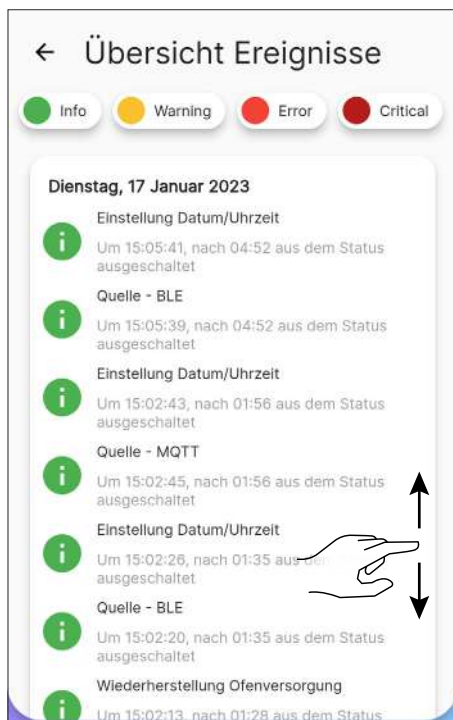 Übersicht Ereignisse
Info Warning Error Critical
Dienstag, 17 Januar 2023
Einstellung Datum/Uhrzeit
Um 15:05:41, nach 04:52 aus dem Status
ausgeschaltet
Quelle - BLE
Um 15:05:39, nach 04:52 aus dem Status
ausgeschaltet
Einstellung Datum/Uhrzeit
Um 15:02:43, nach 01:56 aus dem Status
ausgeschaltet
Quelle - MQTT
Um 15:02:45, nach 01:56 aus dem Status
ausgeschaltet
Einstellung Datum/Uhrzeit
Um 15:02:26, nach 01:35 aus
ausgeschaltet
Quelle - BLE
Um 15:02:20, nach 01:35 aus dem Status
ausgeschaltet
Wiederherstellung Ofenversorgung
Um 15:02:13, nach 01:28 aus dem Status